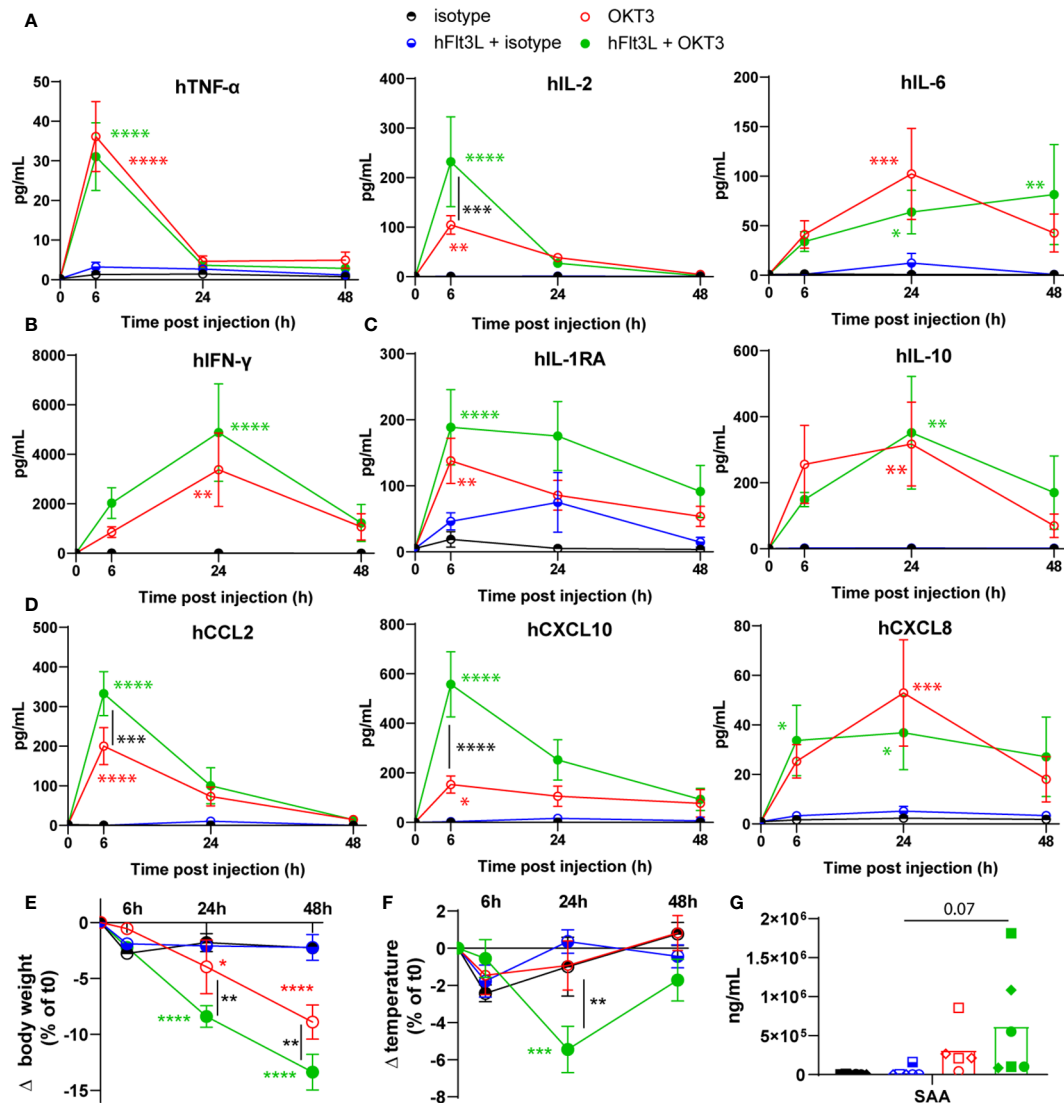 A
isotype
OKT3
hFlt3L + isotype
hFlt3L + OKT3
hTNF-α
pg/mL
50
40
30
20
10
0
0 6 24 48
Time post injection (h)
****
****
hIL-2
pg/mL
400
300
200
100
0
0 6 24 48
Time post injection (h)
****
***
**
hIL-6
pg/mL
200
150
100
50
0
0 6 24 48
Time post injection (h)
***
**
*
B
hIFN-γ
pg/mL
8000
6000
4000
2000
0
0 6 24 48
Time post injection (h)
****
**
C
hIL-1RA
pg/mL
300
200
100
0
0 6 24 48
Time post injection (h)
****
**
hIL-10
pg/mL
600
400
200
0
0 6 24 48
Time post injection (h)
**
**
D
hCCL2
pg/mL
500
400
300
200
100
0
0 6 24 48
Time post injection (h)
****
***
****
hCXCL10
pg/mL
800
600
400
200
0
0 6 24 48
Time post injection (h)
****
****
*
hCXCL8
pg/mL
80
60
40
20
0
0 6 24 48
Time post injection (h)
***
*
*
E
6h 24h 48h
Δ body weight
(% of t0)
0
-5
-10
-15
*
**
****
****
**
****
F
6h 24h 48h
Δ temperature
(% of t0)
2
0
-2
-4
-6
-8
**
***
G
0.07
ng/mL
2×10⁶
1×10⁶
1×10⁶
5×10⁵
0
SAA